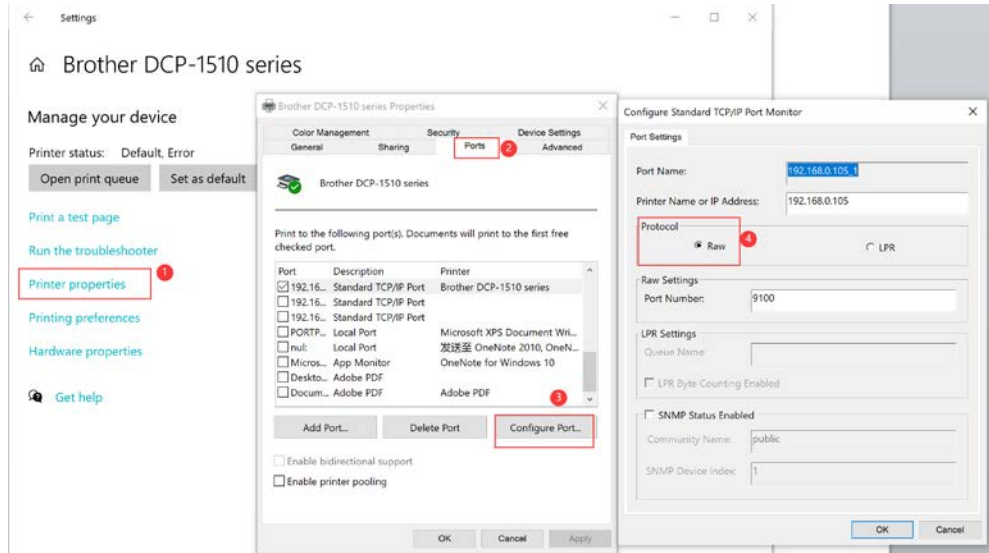 Settings
Brother DCP-1510 series
Manage your device
Printer status: Default, Error
Open print queue Set as default
Print a test page
Run the troubleshooter
Printer properties
1
Printing preferences
Hardware properties
Get help
Brother DCP-1510 series Properties
Color Management Security Device Settings
General Sharing Ports 2 Advanced
Brother DCP-1510 series
Print to the following port(s). Documents will print to the first free
checked port.
Port Description Printer
192.16... Standard TCP/IP Port Brother DCP-1510 series
192.16... Standard TCP/IP Port
192.16... Standard TCP/IP Port
PORTP... Local Port Microsoft XPS Document Wri...
nul: Local Port 发送至 OneNote 2010, OneN...
Micros... App Monitor OneNote for Windows 10
Deskto... Adobe PDF
Docum... Adobe PDF Adobe PDF
3
Add Port... Delete Port Configure Port...
Enable bidirectional support
Enable printer pooling
OK Cancel Apply
Configure Standard TCP/IP Port Monitor
Port Settings
Port Name: 192.168.0.105_1
Printer Name or IP Address: 192.168.0.105
Protocol
Raw 4 LPR
Raw Settings
Port Number: 9100
LPR Settings
Queue Name:
LPR Byte Counting Enabled
SNMP Status Enabled
Community Name: public
SNMP Device Index: 1
OK Cancel